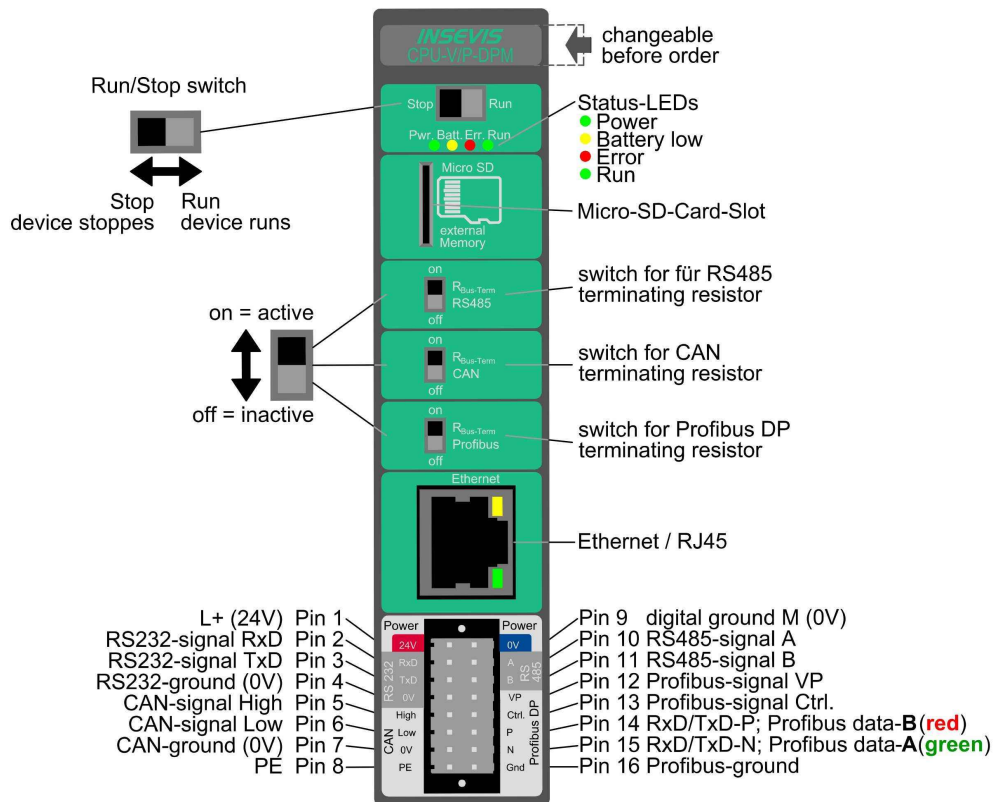 INSEVIS
CPU-V/P-DPM
changeable
before order
Run/Stop switch
Stop
device stoppes
Run
device runs
Stop
Run
Pwr. Batt. Err. Run
Status-LEDs
Power
Battery low
Error
Run
Micro SD
external
Memory
Micro-SD-Card-Slot
on = active
off = inactive
on
RBus-Term
RS485
off
switch for für RS485
terminating resistor
on
RBus-Term
CAN
off
switch for CAN
terminating resistor
on
RBus-Term
Profibus
off
switch for Profibus DP
terminating resistor
Ethernet
Ethernet / RJ45
L+ (24V) Pin 1
RS232-signal RxD Pin 2
RS232-signal TxD Pin 3
RS232-ground (0V) Pin 4
CAN-signal High Pin 5
CAN-signal Low Pin 6
CAN-ground (0V) Pin 7
PE Pin 8
Power
24V
RS 232
RxD
TxD
0V
CAN
High
Low
0V
PE
Power
0V
A
B
RS
485
VP
Ctrl.
P
N
Gnd
Profibus DP
Pin 9 digital ground M (0V)
Pin 10 RS485-signal A
Pin 11 RS485-signal B
Pin 12 Profibus-signal VP
Pin 13 Profibus-signal Ctrl.
Pin 14 RxD/TxD-P; Profibus data-B(red)
Pin 15 RxD/TxD-N; Profibus data-A(green)
Pin 16 Profibus-ground